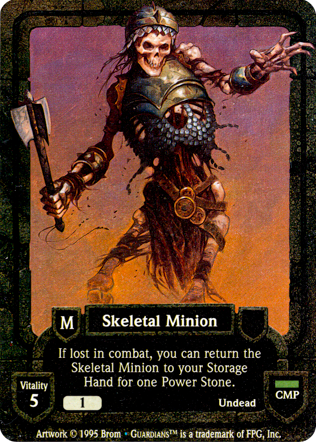 M Skeletal Minion
If lost in combat, you can return the
Skeletal Minion to your Storage
Hand for one Power Stone.
Vitality
5
1
Undead
CMP
Artwork © 1995 Brom • GUARDIANS™ is a trademark of FPG, Inc.